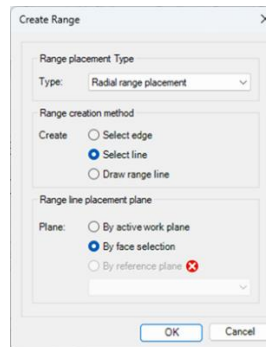 Create Range
Range placement Type
Type: Radial range placement
Range creation method
Create Select edge
Select line
Draw range line
Range line placement plane
Plane: By active work plane
By face selection
By reference plane
OK Cancel